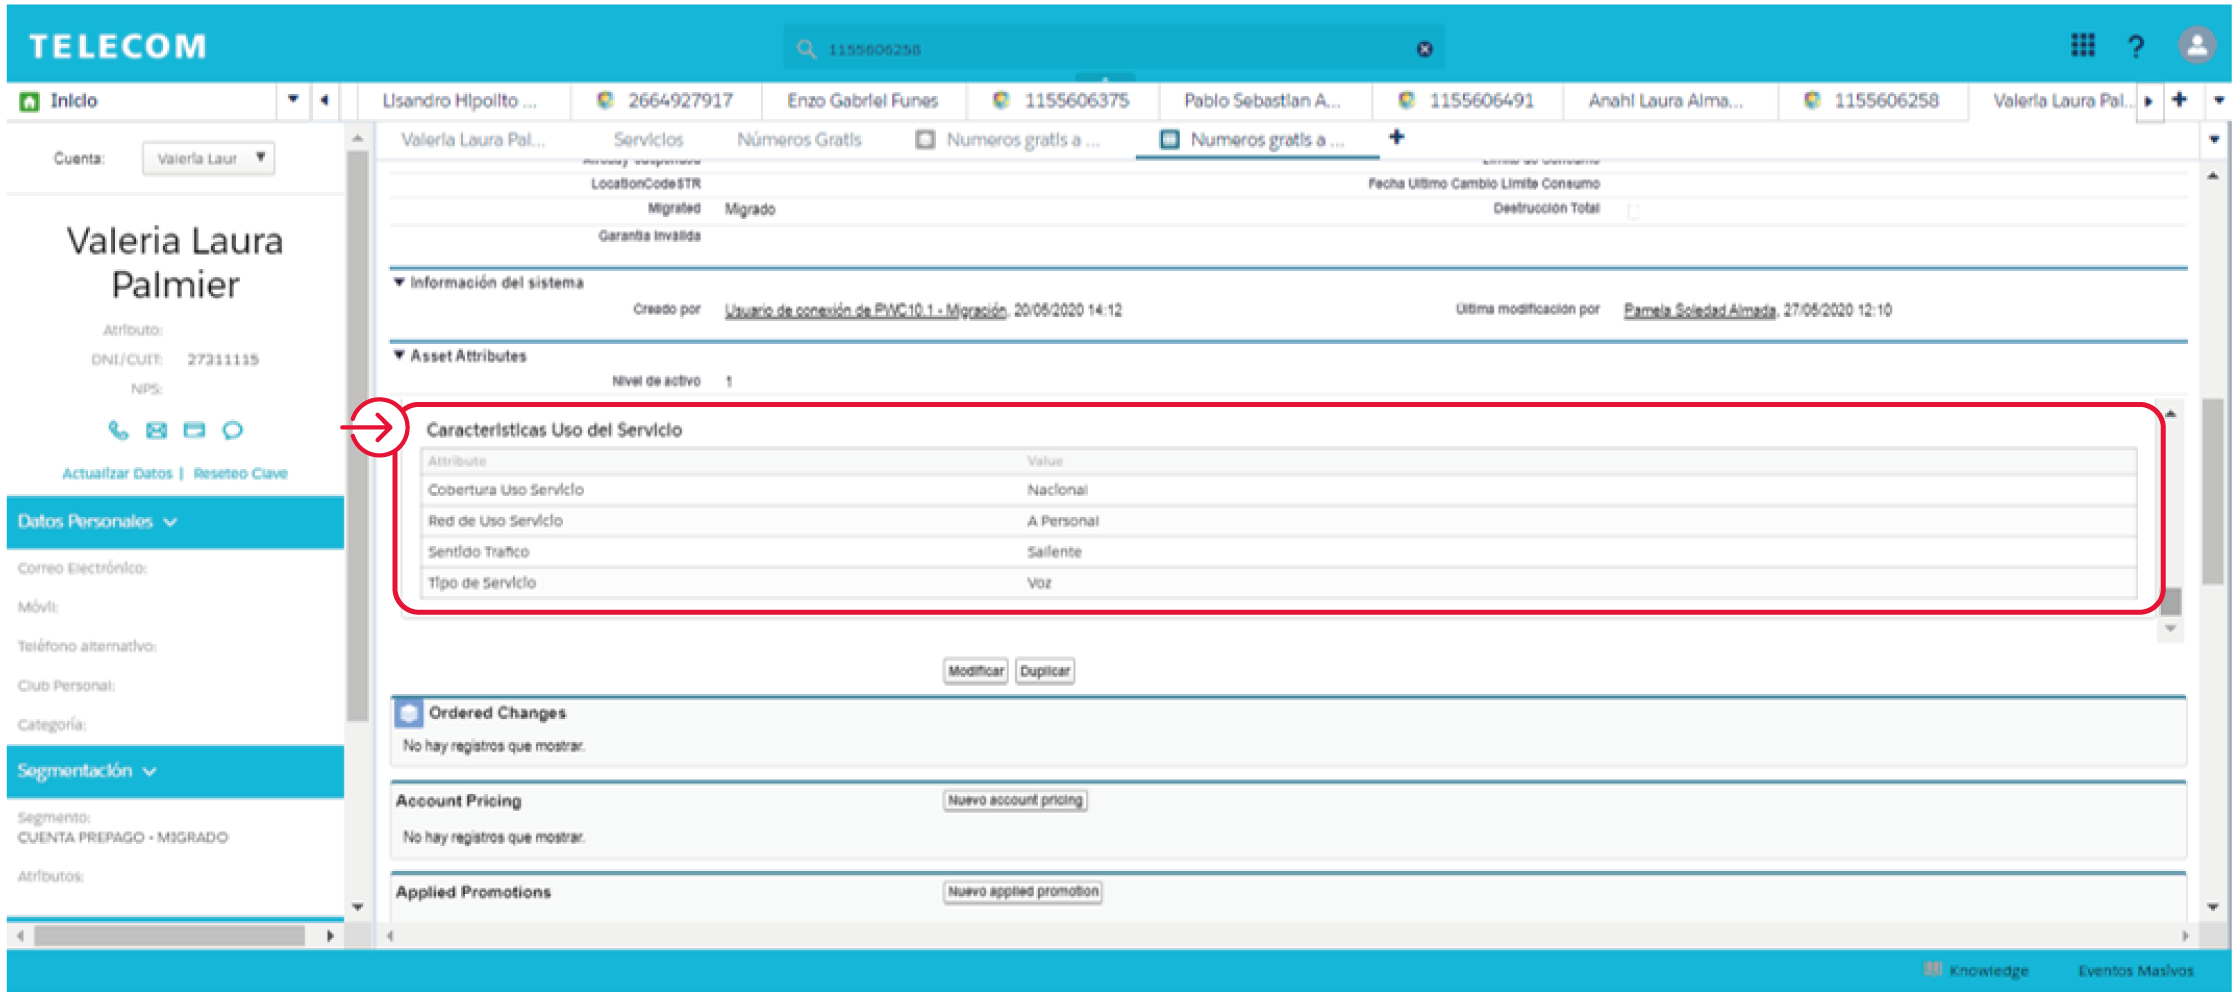 TELECOM
1155606258
?
Inicio
Lisandro Hipolito ...
2664927917
Enzo Gabriel Funes
1155606375
Pablo Sebastian A...
1155606491
Anahi Laura Alma...
1155606258
Valeria Laura Pal...
Cuenta:
Valeria Laur
Valeria Laura Pal...
Servicios
Números Gratis
Numeros gratis a ...
Numeros gratis a ...
LocationCodeSTR
Fecha Ultimo Cambio Limite Consumo
Migrated
Migrado
Destrucción Total
Garantia Inválida
Valeria Laura
Palmier
Atributo:
DNI/CUIT: 27311115
NPS:
Actualizar Datos | Reseteo Clave
Información del sistema
Creado por
Usuario de conexión de PWC10.1 - Migración, 20/05/2020 14:12
Última modificación por
Pamela Soledad Almada, 27/05/2020 12:10
Asset Attributes
Nivel de activo 1
Características Uso del Servicio
Attribute Value
Cobertura Uso Servicio Nacional
Red de Uso Servicio A Personal
Sentido Trafico Saliente
Tipo de Servicio Voz
Modificar
Duplicar
Datos Personales
Correo Electrónico:
Móvil:
Teléfono alternativo:
Club Personal:
Categoría:
Segmentación
Segmento:
CUENTA PREPAGO - MIGRADO
Atributos:
Ordered Changes
No hay registros que mostrar.
Account Pricing
Nuevo account pricing
No hay registros que mostrar.
Applied Promotions
Nuevo applied promotion
Knowledge
Eventos Masivos